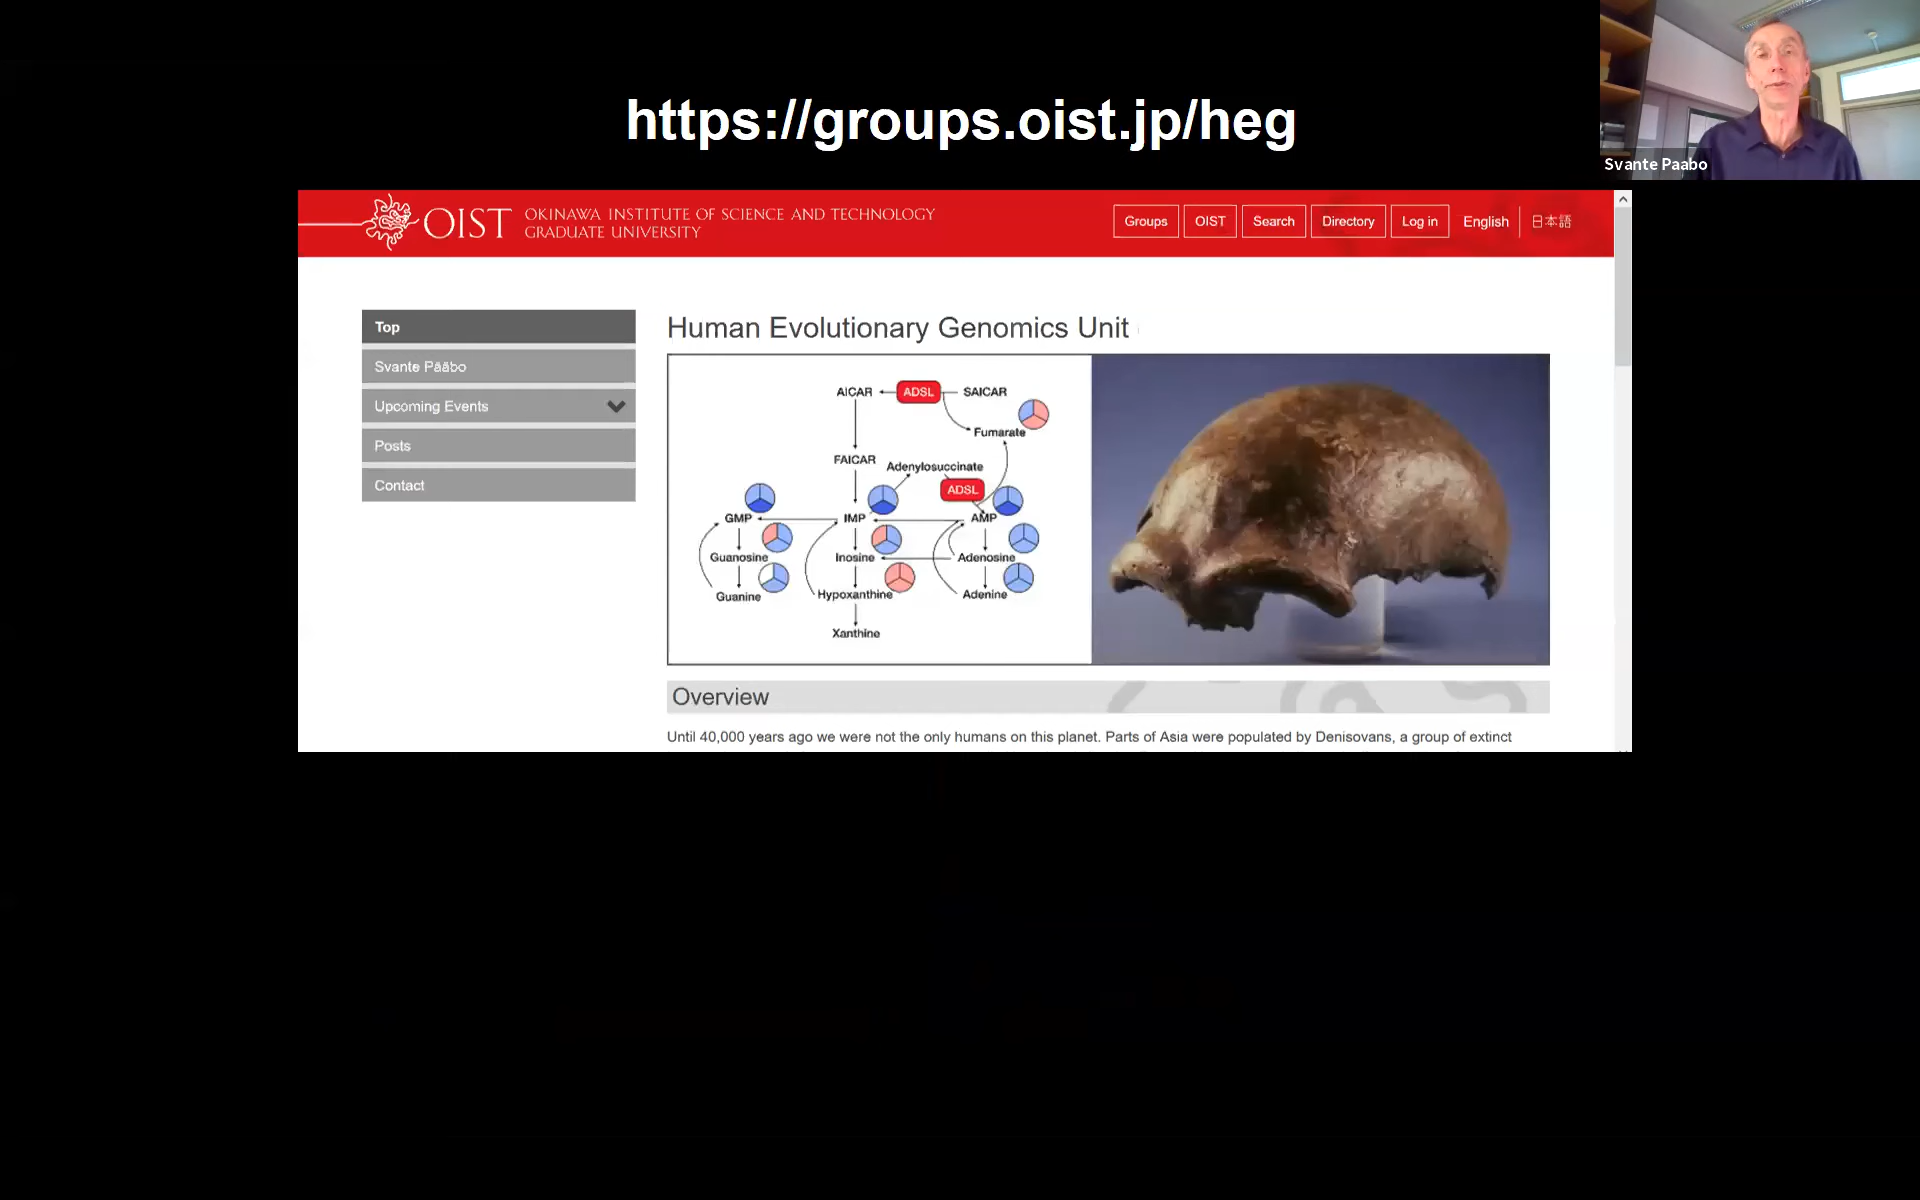 https://groups.oist.jp/heg
Svante Paabo
OIST
OKINAWA INSTITUTE OF SCIENCE AND TECHNOLOGY
GRADUATE UNIVERSITY
Groups
OIST
Search
Directory
Log in
English
日本語
Top
Svante Pääbo
Upcoming Events
Posts
Contact
Human Evolutionary Genomics Unit
AICAR
ADSL
SAICAR
Fumarate
FAICAR
Adenylosuccinate
ADSL
GMP
IMP
AMP
Guanosine
Inosine
Adenosine
Guanine
Hypoxanthine
Adenine
Xanthine
Overview
Until 40,000 years ago we were not the only humans on this planet. Parts of Asia were populated by Denisovans, a group of extinct